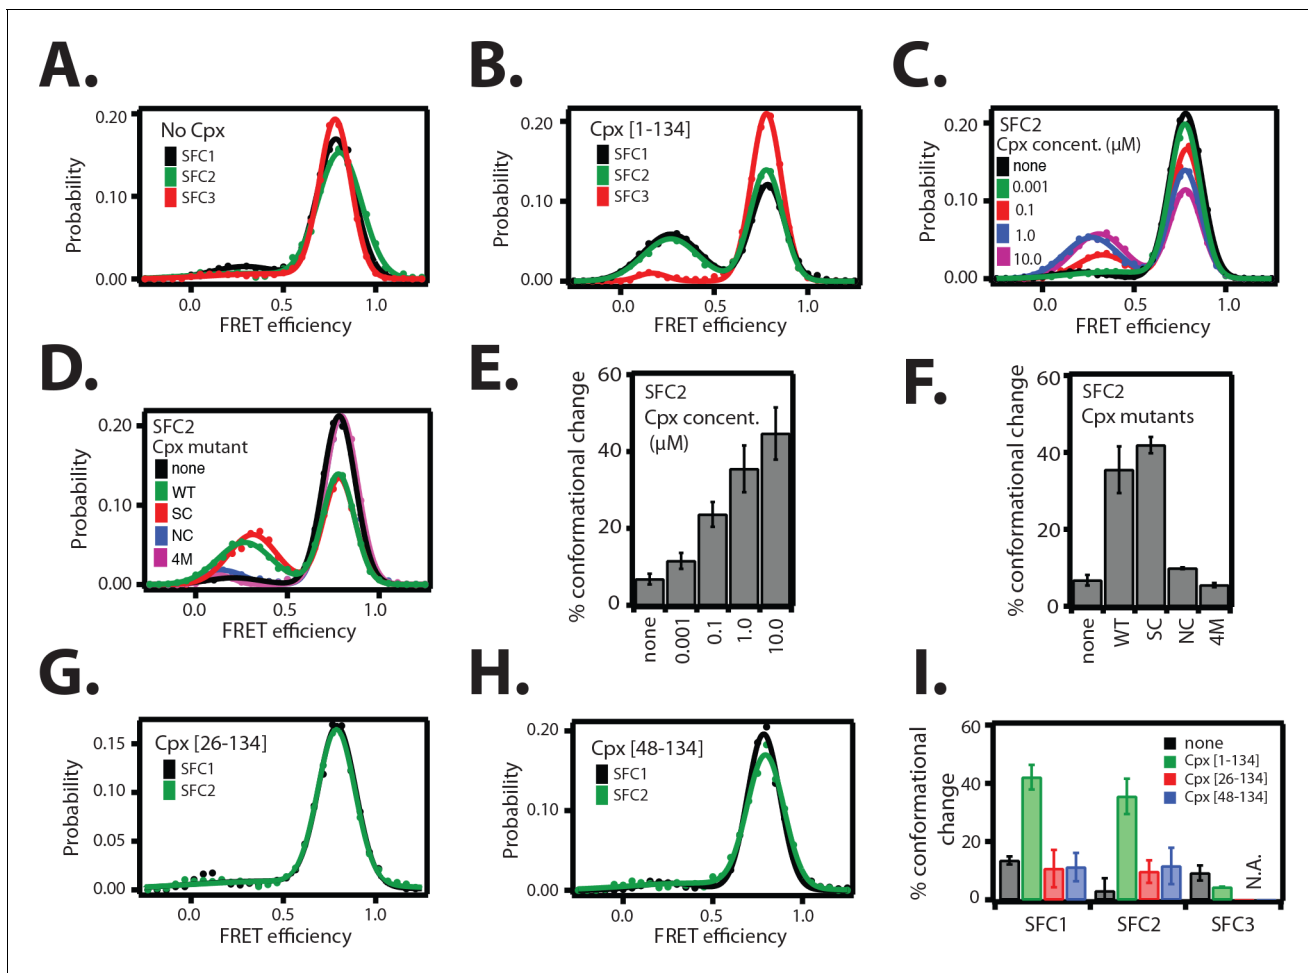 A.
0.20
0.10
0.00
Probability
No Cpx
SFC1
SFC2
SFC3
0.0
0.5
1.0
FRET efficiency
B.
0.20
0.10
0.00
Probability
Cpx [1-134]
SFC1
SFC2
SFC3
0.0
0.5
1.0
FRET efficiency
C.
0.20
0.10
0.00
Probability
SFC2
Cpx concent. (μM)
none
0.001
0.1
1.0
10.0
0.0
0.5
1.0
FRET efficiency
D.
0.20
0.10
0.00
Probability
SFC2
Cpx mutant
none
WT
SC
NC
4M
0.0
0.5
1.0
FRET efficiency
E.
60
40
20
0
% conformational change
SFC2
Cpx concent.
(μM)
none
0.001
0.1
1.0
10.0
F.
60
40
20
0
% conformational change
SFC2
Cpx mutants
none
WT
SC
NC
4M
G.
0.15
0.10
0.05
0.00
Probability
Cpx [26-134]
SFC1
SFC2
0.0
0.5
1.0
FRET efficiency
H.
0.20
0.10
0.00
Probability
Cpx [48-134]
SFC1
SFC2
0.0
0.5
1.0
FRET efficiency
I.
60
40
20
0
% conformational
change
none
Cpx [1-134]
Cpx [26-134]
Cpx [48-134]
N.A.
SFC1
SFC2
SFC3